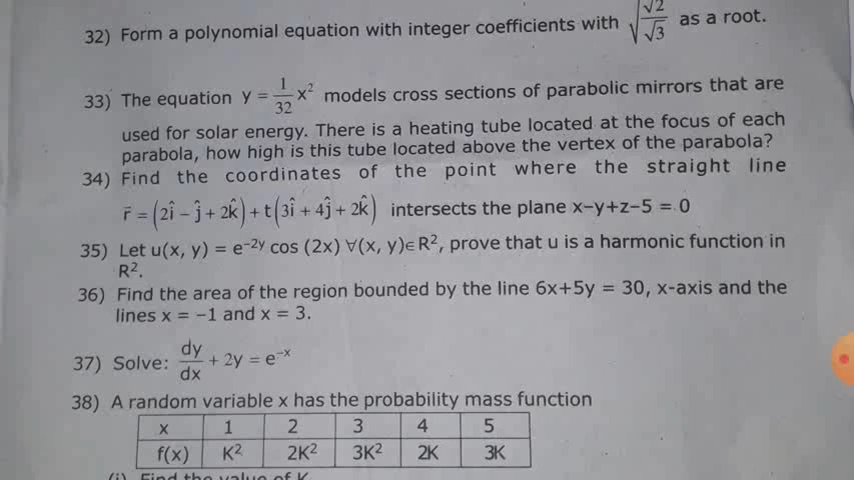 32) Form a polynomial equation with integer coefficients with √(√2/√3) as a root.
33) The equation y = 1/32 x² models cross sections of parabolic mirrors that are
used for solar energy. There is a heating tube located at the focus of each
parabola, how high is this tube located above the vertex of the parabola?
34) Find the coordinates of the point where the straight line
r̄ = (2î − ĵ + 2k̂) + t(3î + 4ĵ + 2k̂) intersects the plane x−y+z−5 = 0
35) Let u(x, y) = e⁻²ʸ cos (2x) ∀(x, y)∈R², prove that u is a harmonic function in
R².
36) Find the area of the region bounded by the line 6x+5y = 30, x-axis and the
lines x = −1 and x = 3.
37) Solve: dy/dx + 2y = e⁻ˣ
38) A random variable x has the probability mass function
x 1 2 3 4 5
f(x) K² 2K² 3K² 2K 3K
(i) Find the value of K